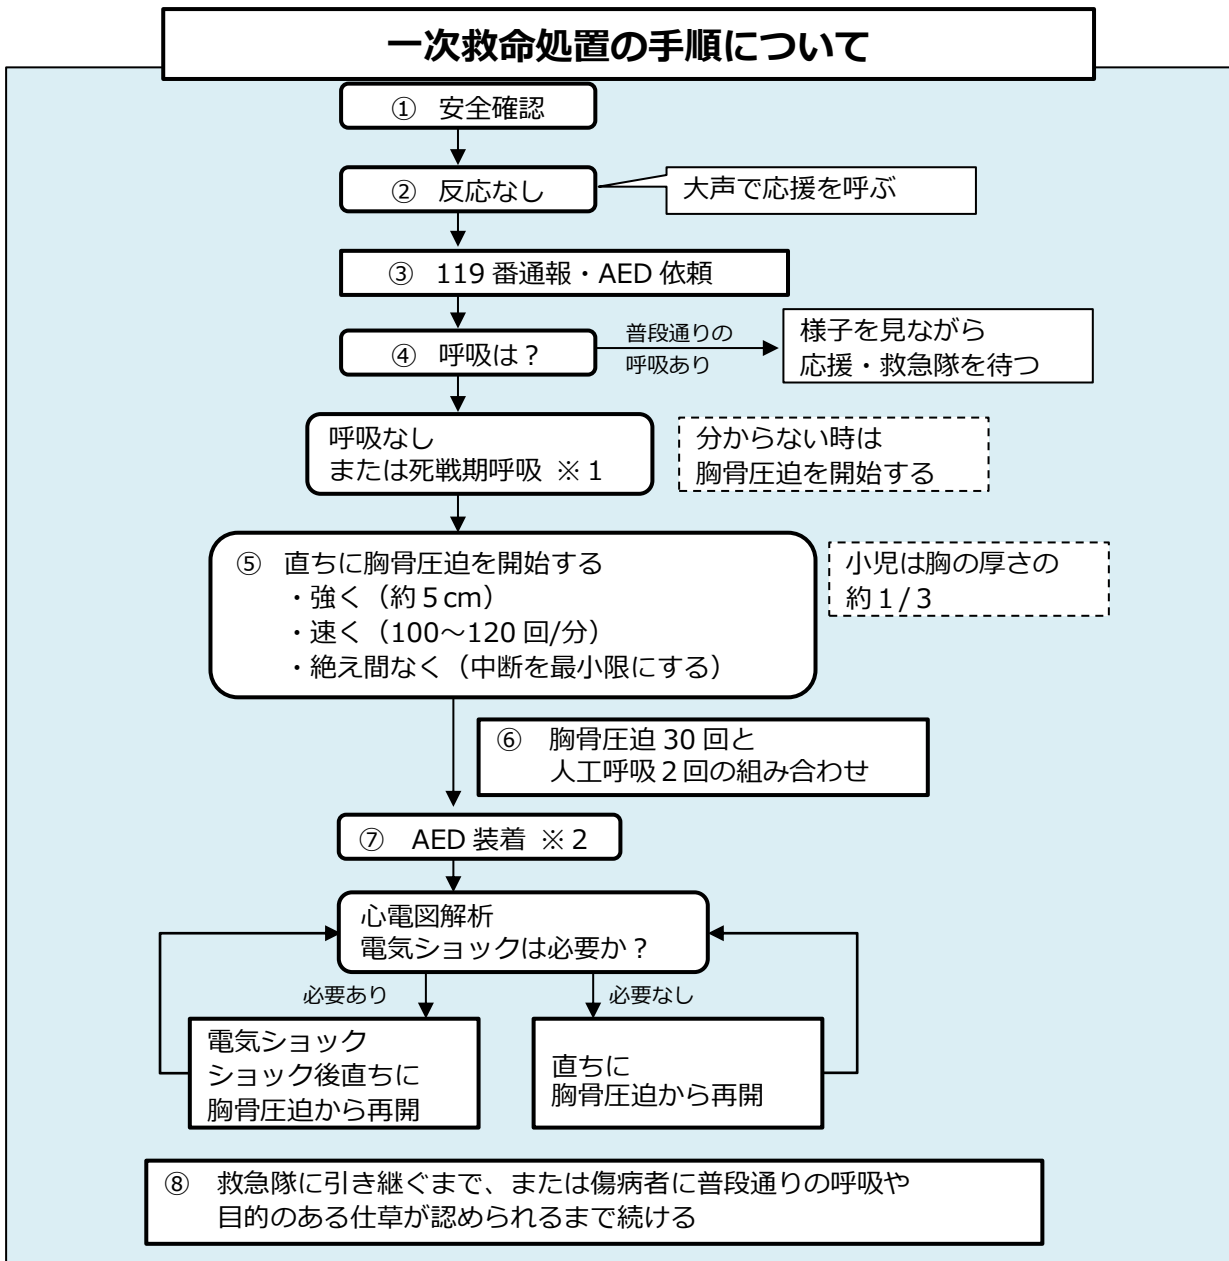 一次救命処置の手順について
① 安全確認
② 反応なし
大声で応援を呼ぶ
③ 119 番通報・AED 依頼
④ 呼吸は？
普段通りの
呼吸あり
様子を見ながら
応援・救急隊を待つ
呼吸なし
または死戦期呼吸 ※１
分からない時は
胸骨圧迫を開始する
⑤ 直ちに胸骨圧迫を開始する
・強く（約５cm）
・速く（100～120 回/分）
・絶え間なく（中断を最小限にする）
小児は胸の厚さの
約１/３
⑥ 胸骨圧迫 30 回と
人工呼吸２回の組み合わせ
⑦ AED 装着 ※２
心電図解析
電気ショックは必要か？
必要あり
必要なし
電気ショック
ショック後直ちに
胸骨圧迫から再開
直ちに
胸骨圧迫から再開
⑧ 救急隊に引き継ぐまで、または傷病者に普段通りの呼吸や
目的のある仕草が認められるまで続ける